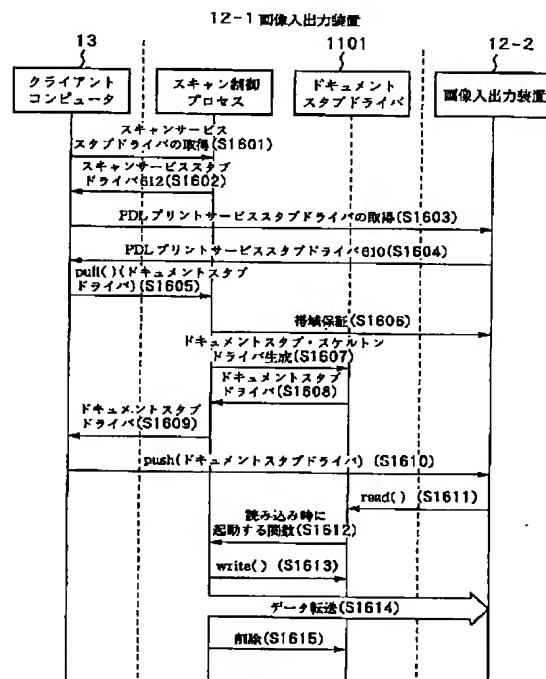 12-1 画像入出力装置
13
1101
12-2
クライアント
コンピュータ
スキャン制御
プロセス
ドキュメント
スタブドライバ
画像入出力装置
スキャンサービス
スタブドライバの取得(S1601)
スキャンサービススタブ
ドライバ612(S1602)
PDLプリントサービススタブドライバの取得(S1603)
PDLプリントサービススタブドライバ610(S1604)
pull()(ドキュメントスタブ
ドライバ)(S1605)
帯域保証(S1606)
ドキュメントスタブ・スケルトン
ドライバ生成(S1607)
ドキュメントスタブ
ドライバ(S1608)
ドキュメントスタブ
ドライバ(S1609)
push(ドキュメントスタブドライバ) (S1610)
read() (S1611)
読み込み時に
起動する関数(S1612)
write() (S1613)
データ転送(S1614)
削除(S1615)